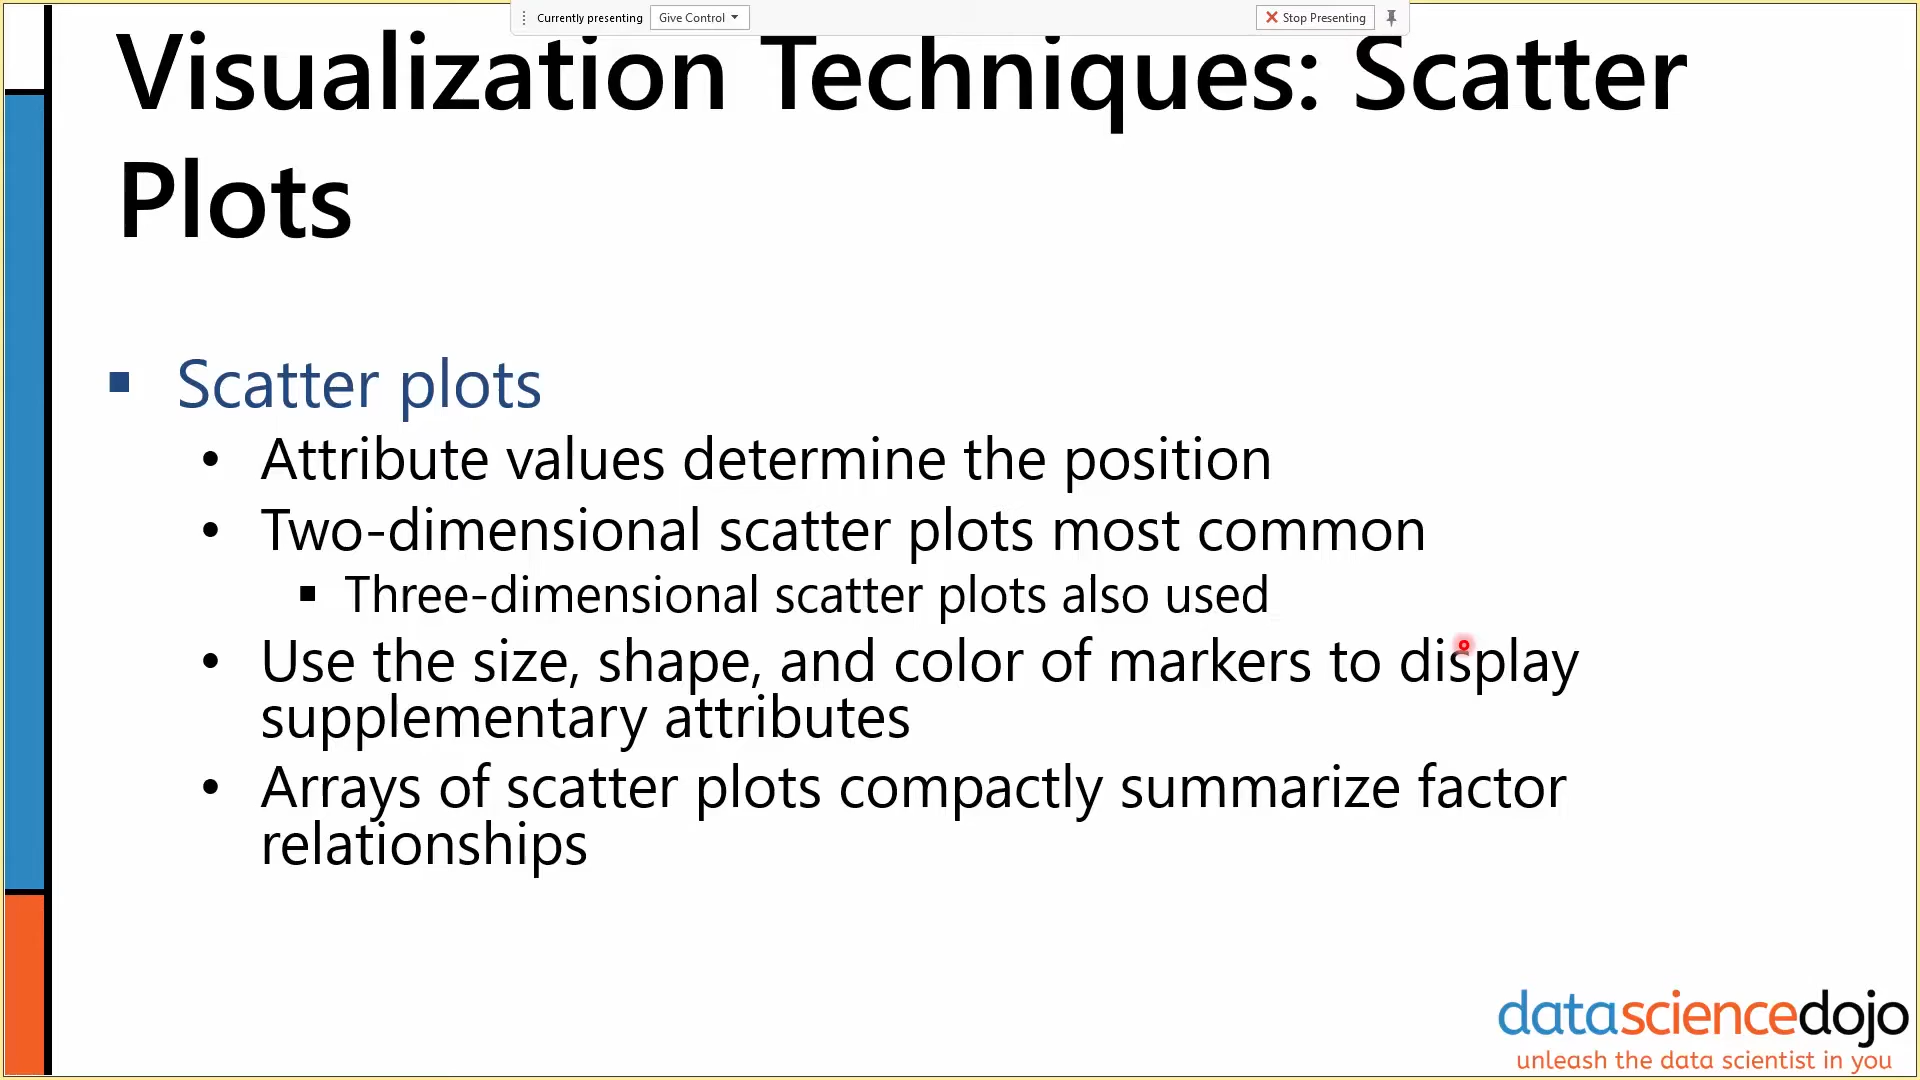 Currently presenting Give Control Stop Presenting
Visualization Techniques: Scatter
Plots
Scatter plots
Attribute values determine the position
Two-dimensional scatter plots most common
Three-dimensional scatter plots also used
Use the size, shape, and color of markers to display
supplementary attributes
Arrays of scatter plots compactly summarize factor
relationships
datasciencedojo
unleash the data scientist in you